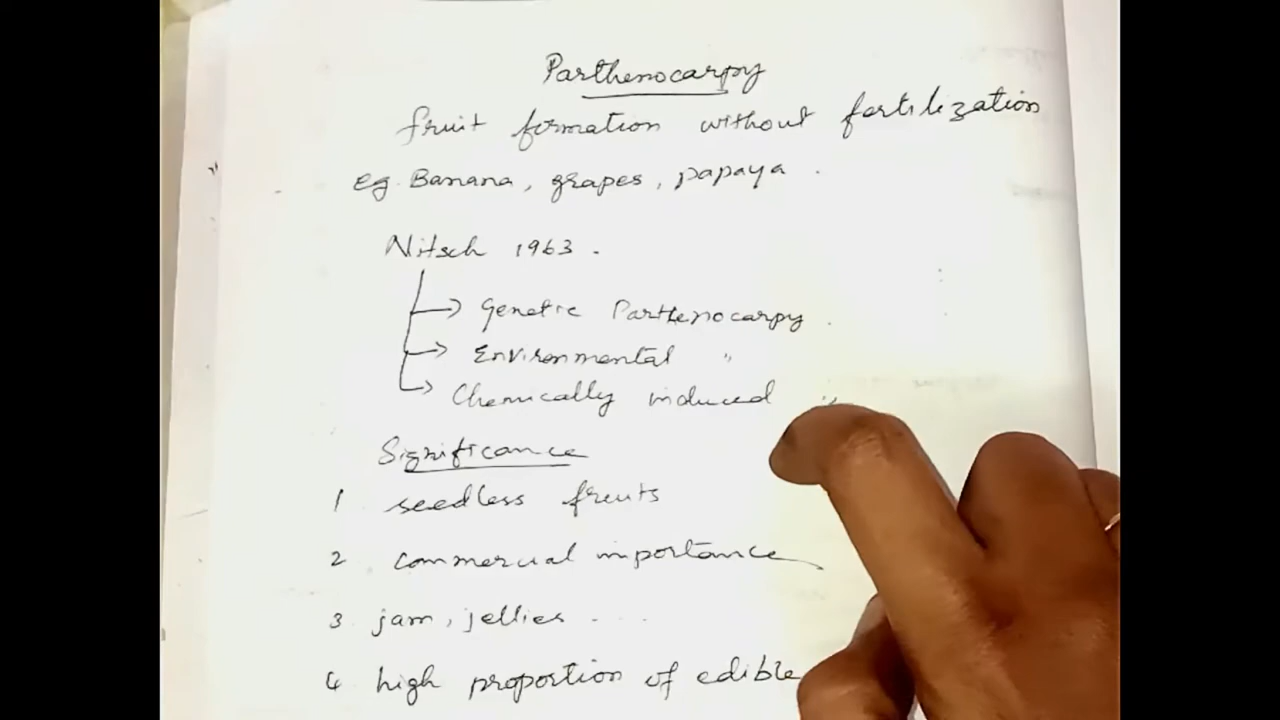 Parthenocarpy
fruit formation without fertilization
eg. Banana, grapes, papaya.
Nitsch 1963.
→ Genetic Parthenocarpy.
→ Environmental "
→ Chemically induced "
Significance
1 seedless fruits
2 commercial importance
3 jam, jellies ....
4 high proportion of edible